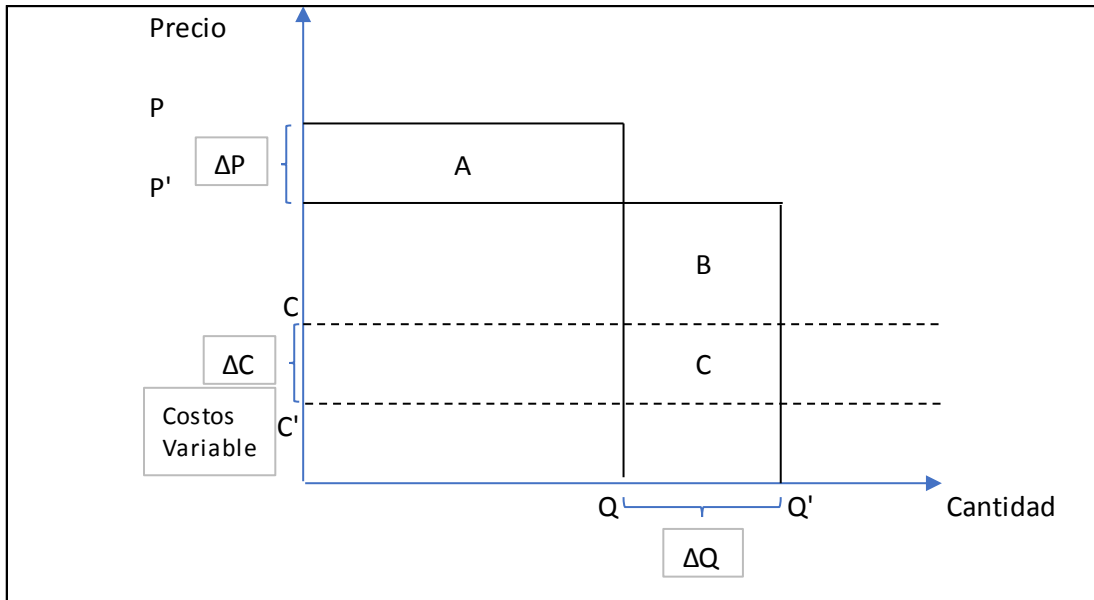 Precio
P
ΔP
A
P'
B
C
ΔC
C
Costos
Variable
C'
Q
Q'
Cantidad
ΔQ